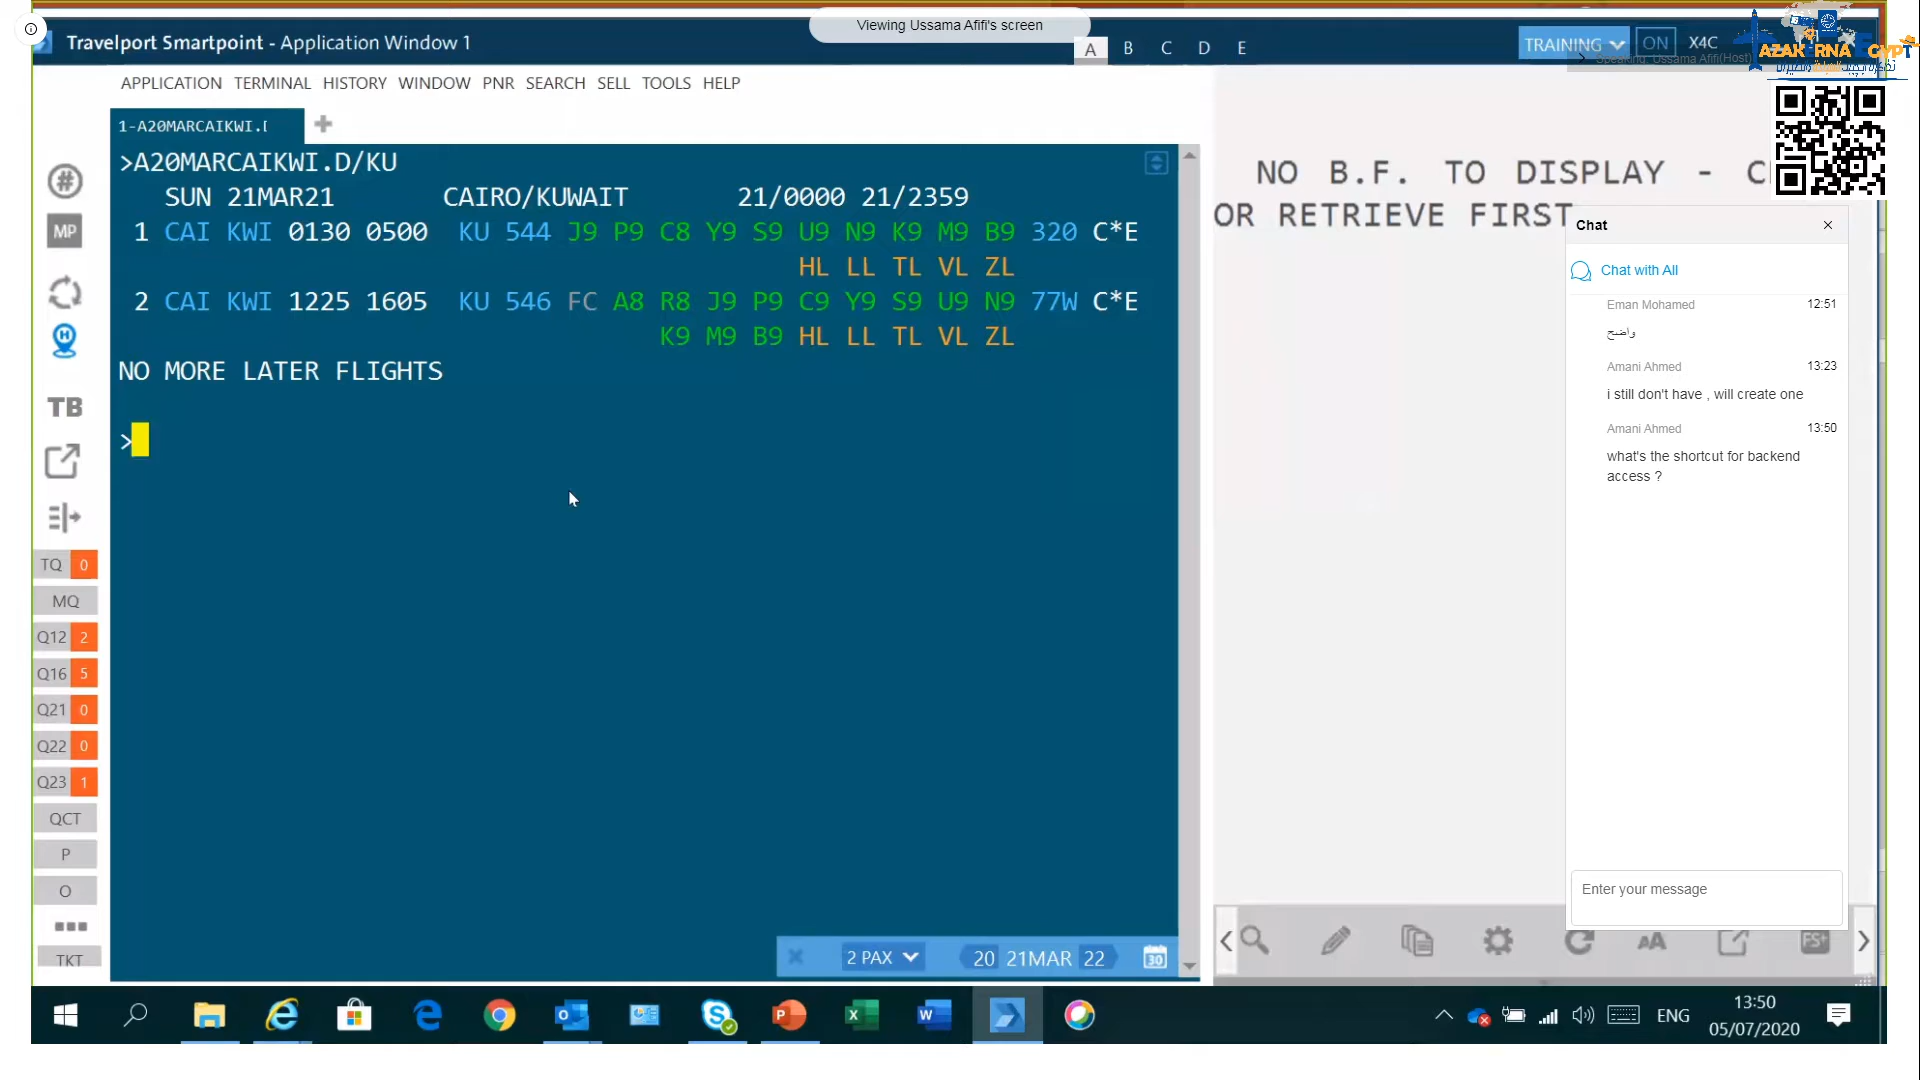 Viewing Ussama Afifi's screen
Travelport Smartpoint - Application Window 1
A B C D E
TRAINING ON X4C
Speaking: Ussama Afifi(Host)
APPLICATION TERMINAL HISTORY WINDOW PNR SEARCH SELL TOOLS HELP
1-A20MARCAIKWI.
>A20MARCAIKWI.D/KU
SUN 21MAR21 CAIRO/KUWAIT 21/0000 21/2359
1 CAI KWI 0130 0500 KU 544 J9 P9 C8 Y9 S9 U9 N9 K9 M9 B9 320 C*E
HL LL TL VL ZL
2 CAI KWI 1225 1605 KU 546 FC A8 R8 J9 P9 C9 Y9 S9 U9 N9 77W C*E
K9 M9 B9 HL LL TL VL ZL
NO MORE LATER FLIGHTS
>
#
MP
H
TB
TQ 0
MQ
Q12 2
Q16 5
Q21 0
Q22 0
Q23 1
QCT
P
O
TKT
2 PAX 20 21MAR 22 30
NO B.F. TO DISPLAY - C
OR RETRIEVE FIRST
Chat ×
Chat with All
Eman Mohamed 12:51
واضح
Amani Ahmed 13:23
i still don't have , will create one
Amani Ahmed 13:50
what's the shortcut for backend
access ?
Enter your message
AA FS+
ENG
13:50
05/07/2020